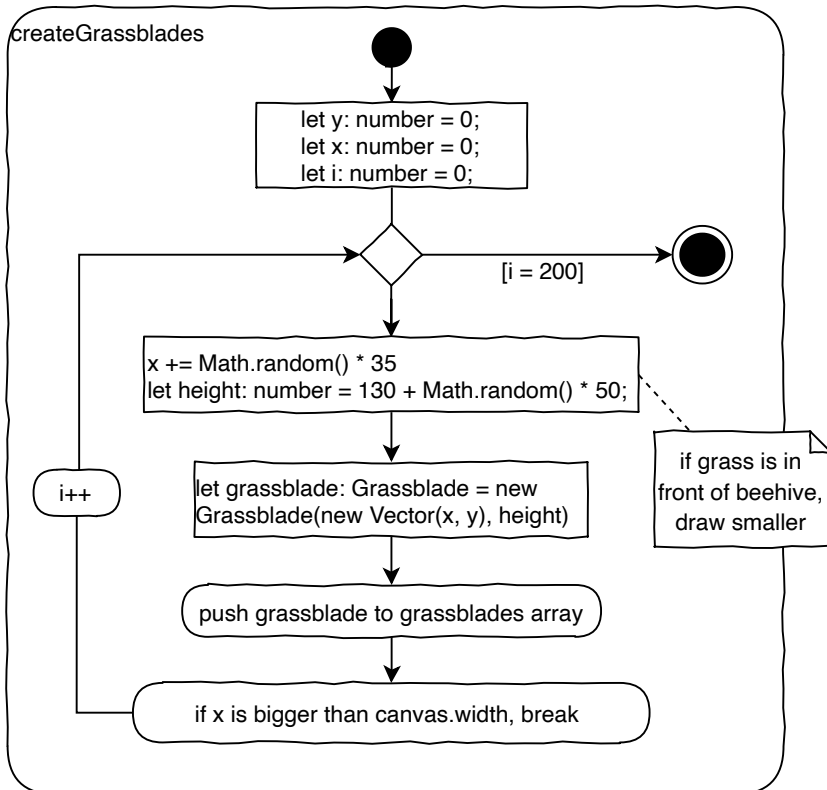 createGrassblades
let y: number = 0;
let x: number = 0;
let i: number = 0;
[i = 200]
x += Math.random() * 35
let height: number = 130 + Math.random() * 50;
if grass is in
front of beehive,
draw smaller
i++
let grassblade: Grassblade = new
Grassblade(new Vector(x, y), height)
push grassblade to grassblades array
if x is bigger than canvas.width, break